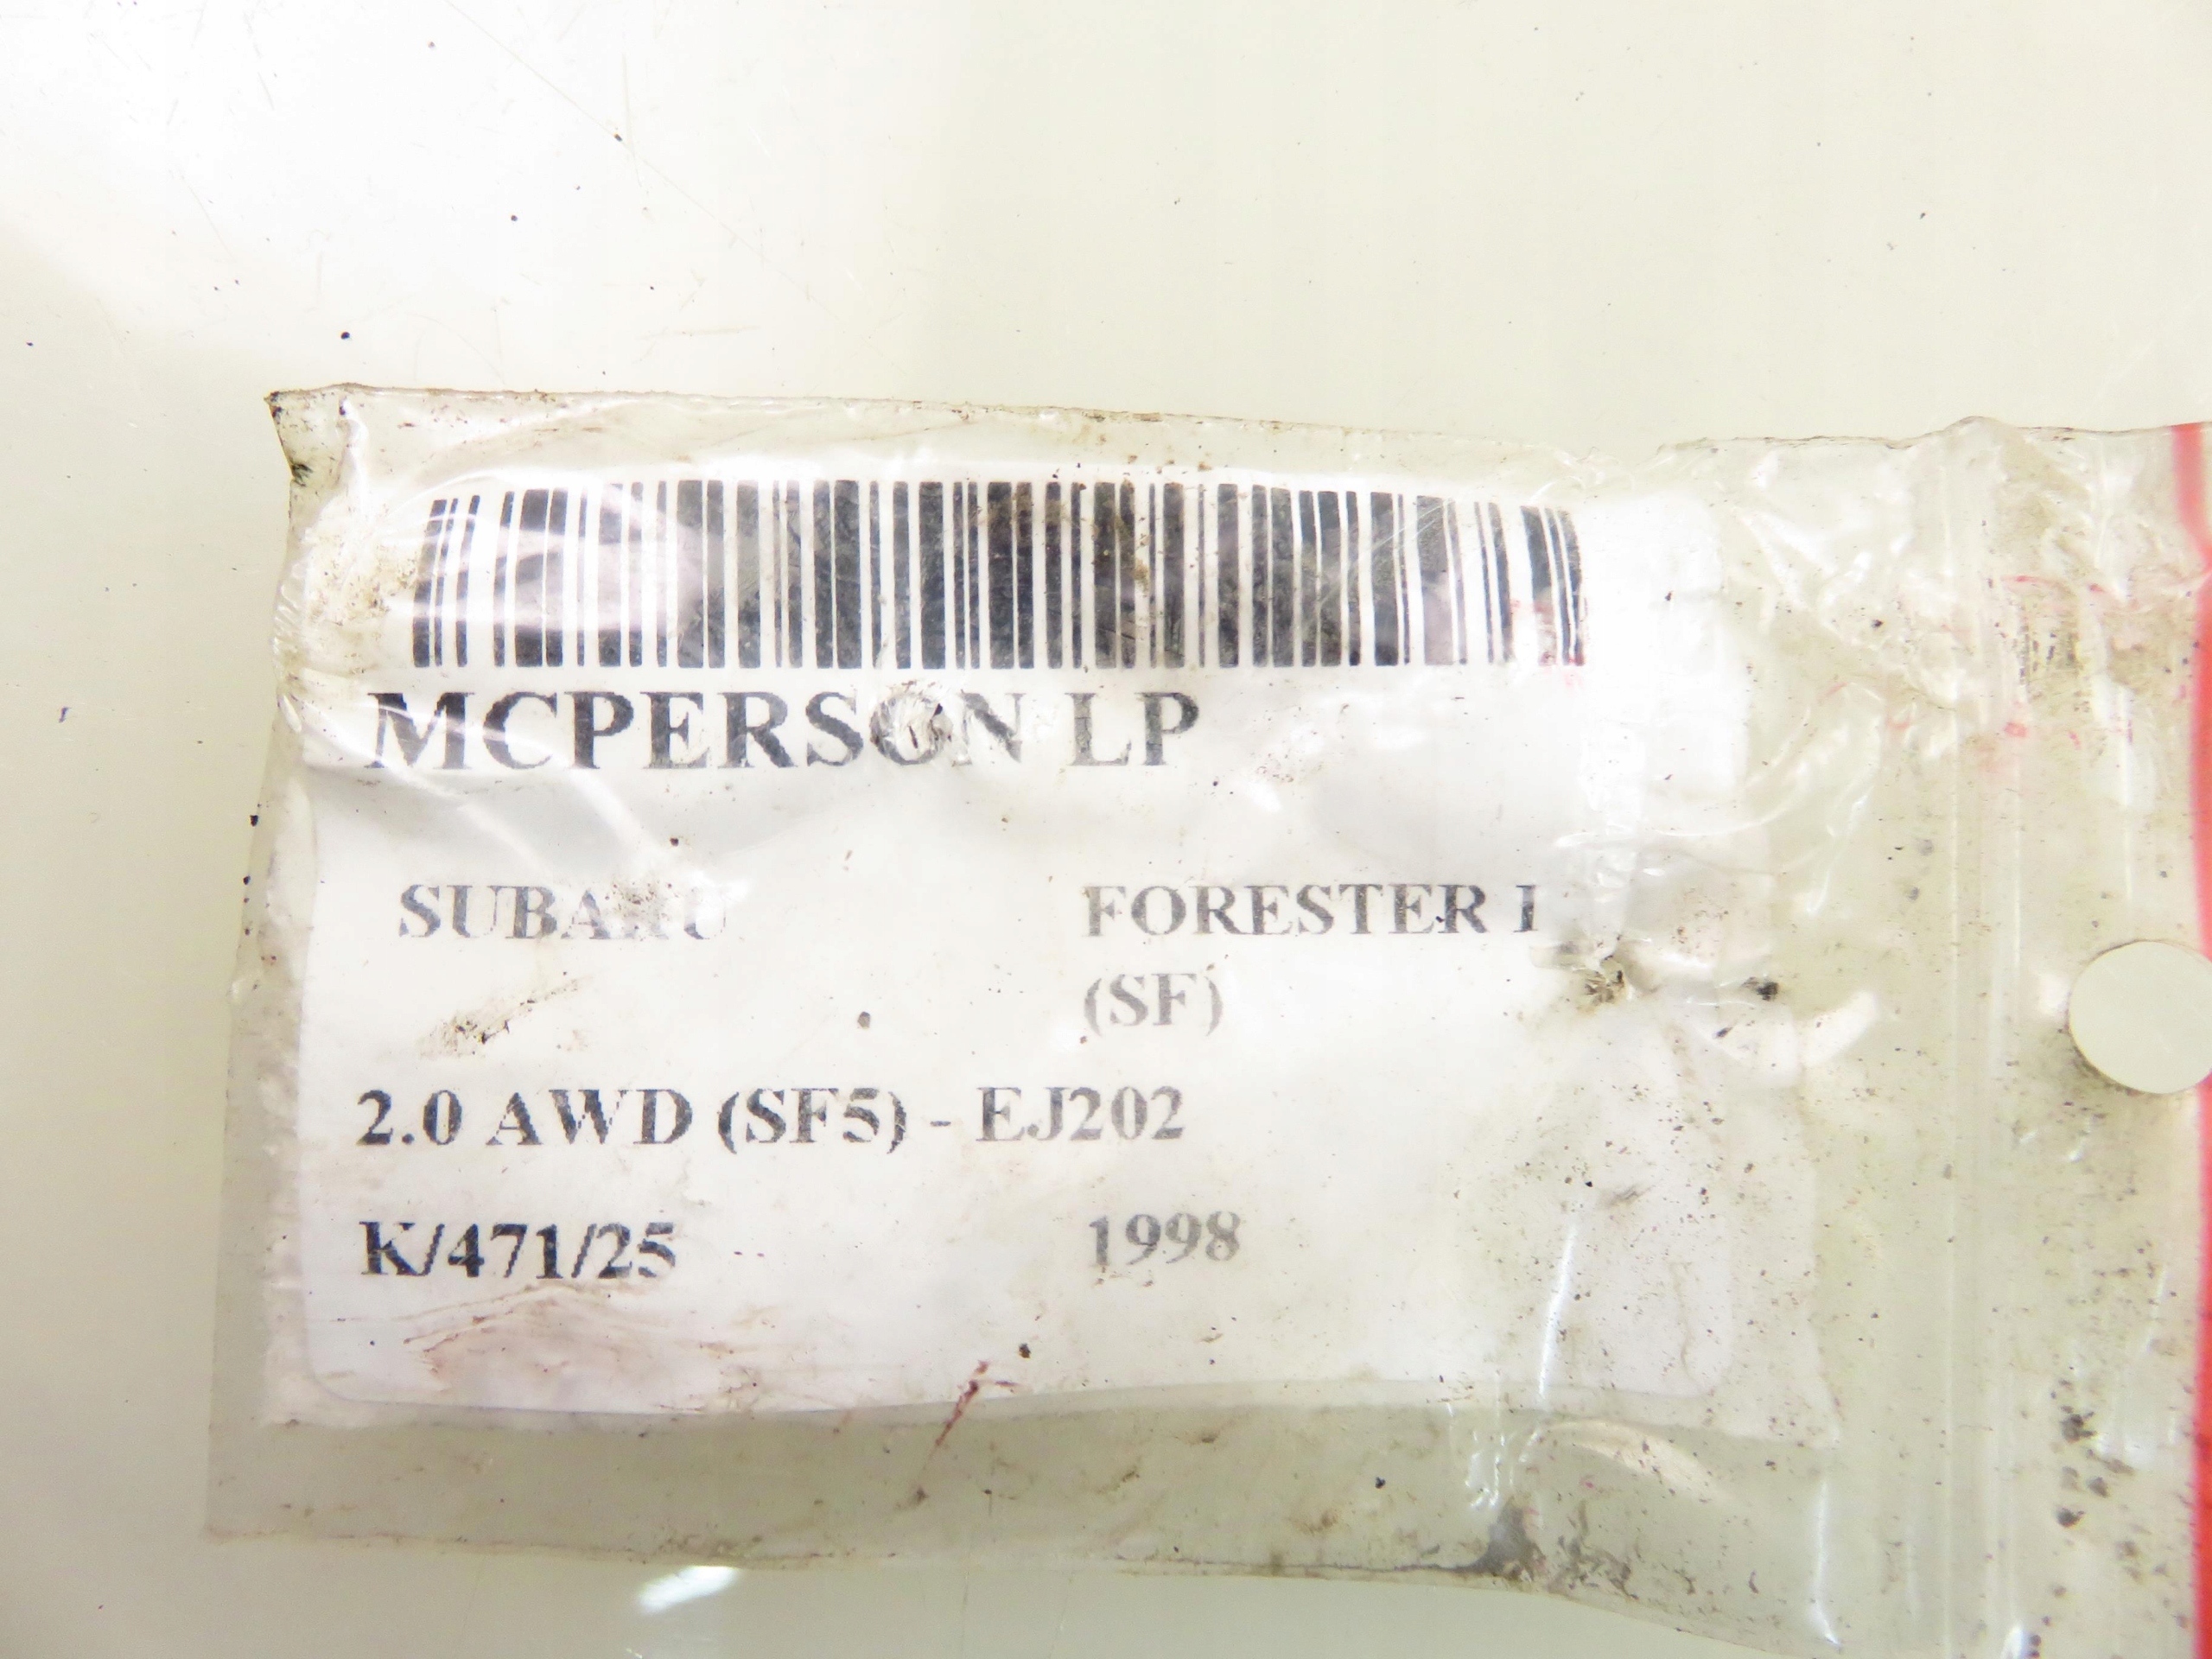 MCPERSON LP
SUBARU FORESTER I
(SF)
2.0 AWD (SF5) - EJ202
K/471/25 1998